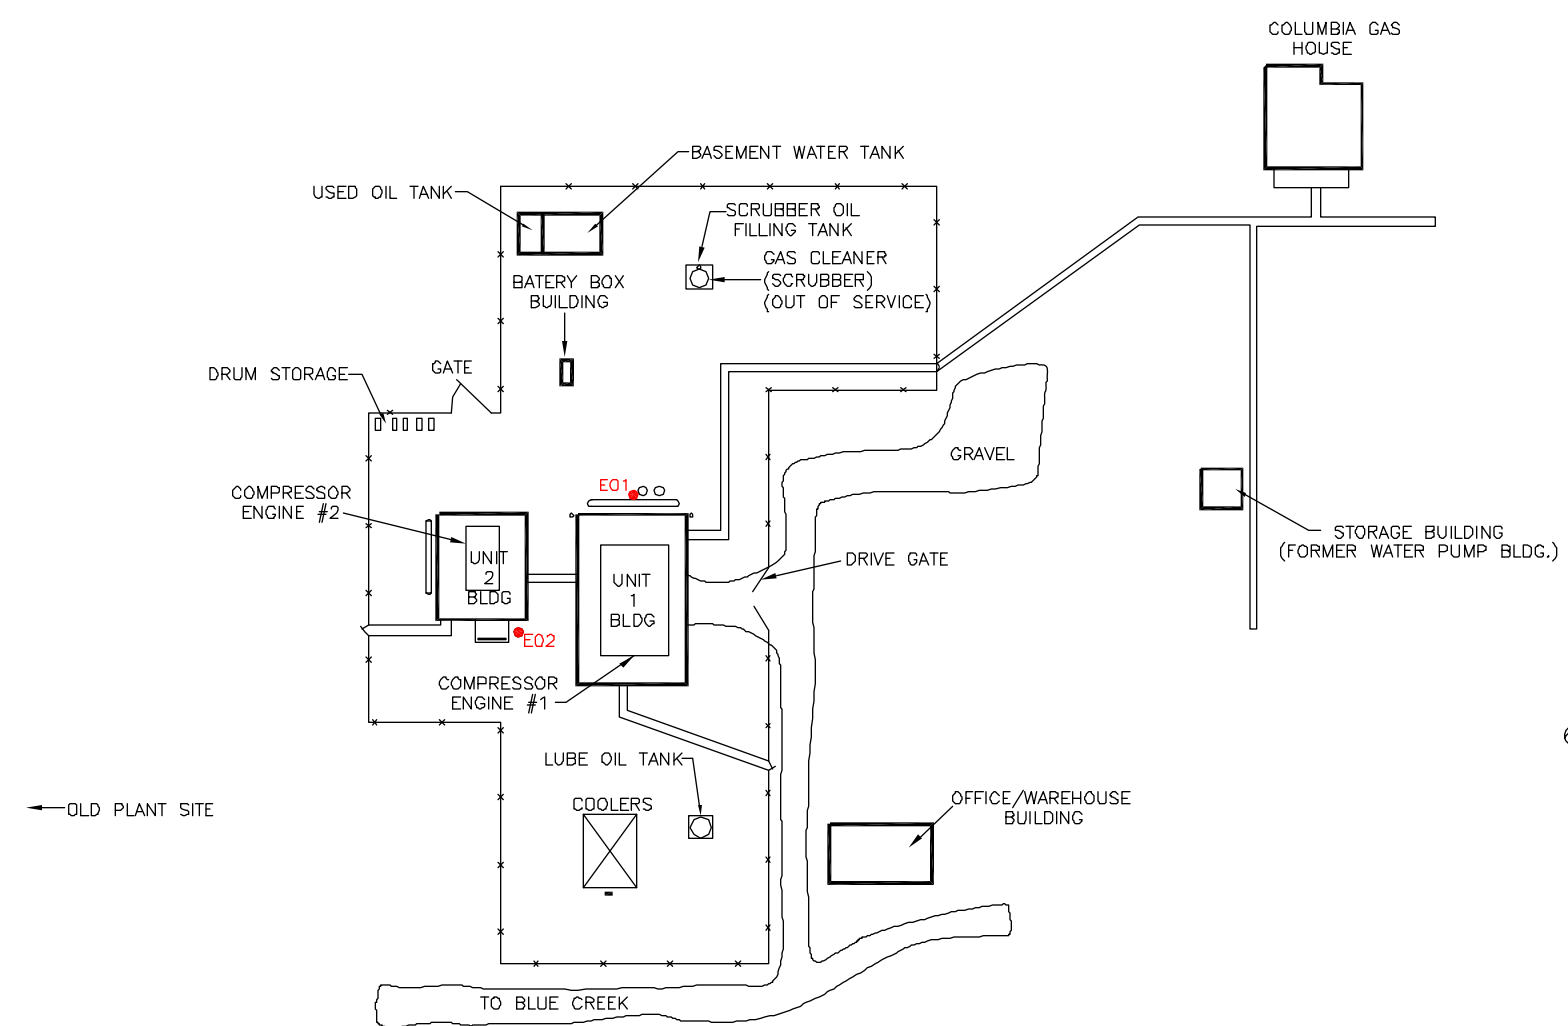 COLUMBIA GAS
HOUSE
BASEMENT WATER TANK
USED OIL TANK
SCRUBBER OIL
FILLING TANK
GAS CLEANER
(SCRUBBER)
(OUT OF SERVICE)
BATERY BOX
BUILDING
GATE
DRUM STORAGE
GRAVEL
E01
COMPRESSOR
ENGINE #2
STORAGE BUILDING
(FORMER WATER PUMP BLDG.)
DRIVE GATE
UNIT
2
BLDG
UNIT
1
BLDG
E02
COMPRESSOR
ENGINE #1
LUBE OIL TANK
OLD PLANT SITE
COOLERS
OFFICE/WAREHOUSE
BUILDING
TO BLUE CREEK